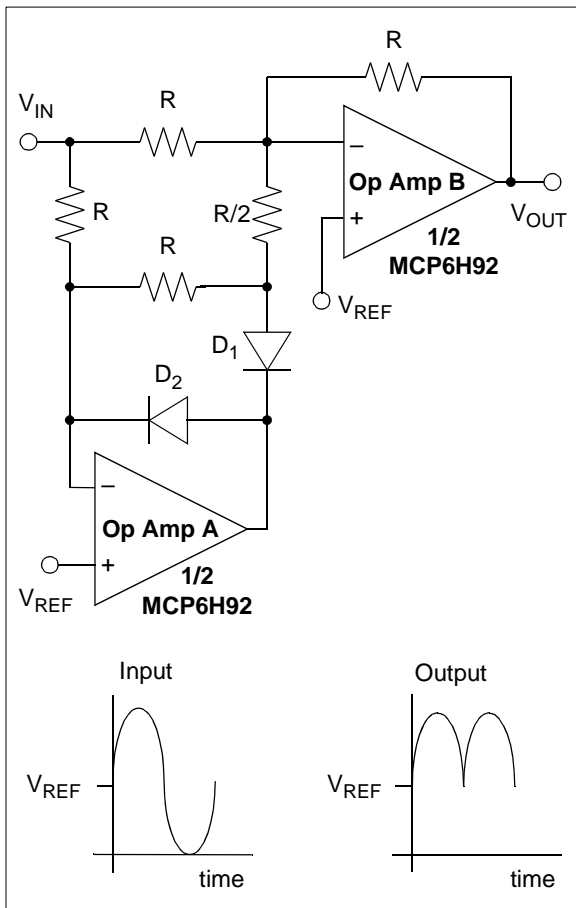 R
V_IN
R
R
R/2
Op Amp B
V_OUT
1/2
MCP6H92
R
V_REF
D_1
D_2
Op Amp A
V_REF
1/2
MCP6H92
Input
Output
V_REF
V_REF
time
time